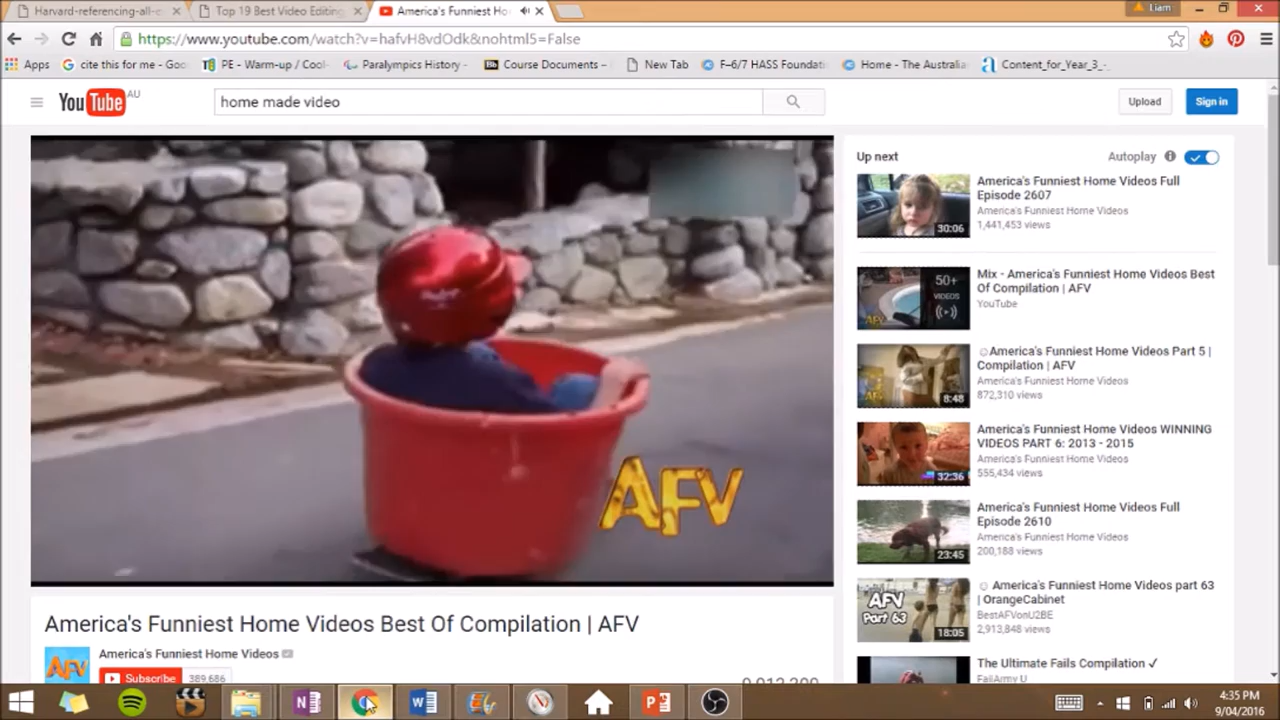 Harvard-referencing-all-c
Top 19 Best Video Editing
America's Funniest Ho
Liam
https://www.youtube.com/watch?v=hafvH8vdOdk&nohtml5=False
Apps
cite this for me - Goo
PE - Warm-up / Cool-
Paralympics History -
Course Documents –
New Tab
F-6/7 HASS Foundati
Home - The Australia
Content_for_Year_3_-
YouTube AU
home made video
Upload
Sign in
AFV
America's Funniest Home Videos Best Of Compilation | AFV
AFV
America's Funniest Home Videos
Subscribe 389,686
Up next
Autoplay
30:06
America's Funniest Home Videos Full
Episode 2607
America's Funniest Home Videos
1,441,453 views
50+
VIDEOS
AFV
Mix - America's Funniest Home Videos Best
Of Compilation | AFV
YouTube
AFV
8:48
☺America's Funniest Home Videos Part 5 |
Compilation | AFV
America's Funniest Home Videos
872,310 views
32:36
America's Funniest Home Videos WINNING
VIDEOS PART 6: 2013 - 2015
America's Funniest Home Videos
555,434 views
23:45
America's Funniest Home Videos Full
Episode 2610
America's Funniest Home Videos
200,188 views
AFV
Part 63
18:05
☺ America's Funniest Home Videos part 63
| OrangeCabinet
BestAFVonU2BE
2,913,848 views
The Ultimate Fails Compilation ✓
FailArmy U
4:35 PM
9/04/2016